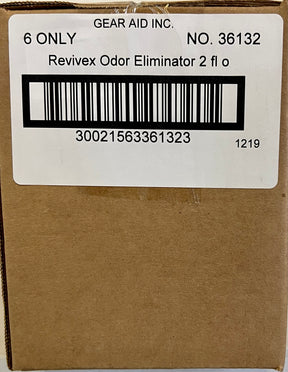 GEAR AID INC.
6 ONLY NO. 36132
Revivex Odor Eliminator 2 fl o
30021563361323
1219